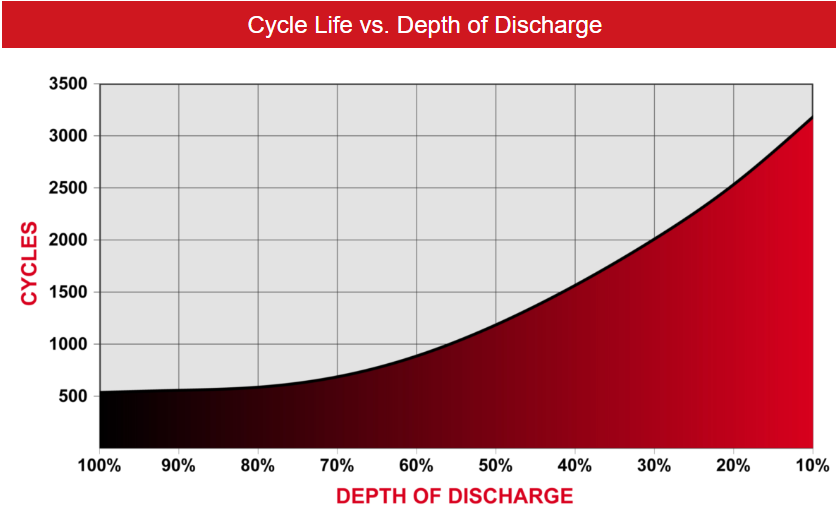 Cycle Life vs. Depth of Discharge
3500
3000
2500
2000
1500
1000
500
CYCLES
100% 90% 80% 70% 60% 50% 40% 30% 20% 10%
DEPTH OF DISCHARGE